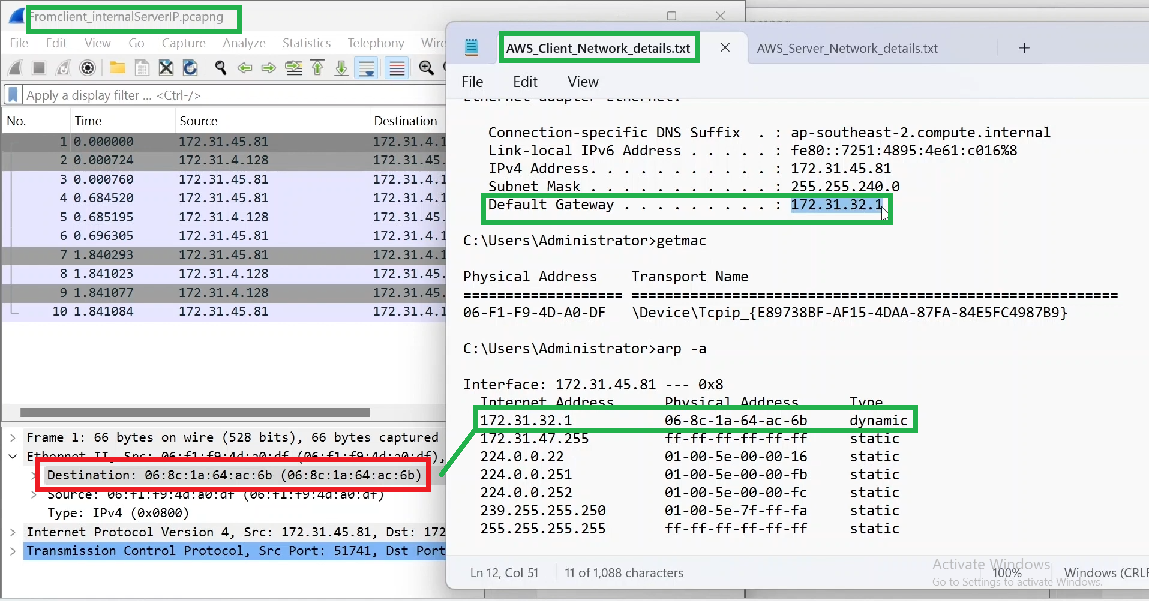 Fromclient_internalServerIP.pcapng
File Edit View Go Capture Analyze Statistics Telephony Wire
Apply a display filter ... <Ctrl-/>
No. Time Source Destination
1 0.000000 172.31.45.81 172.31.4.1
2 0.000724 172.31.4.128 172.31.45.
3 0.000760 172.31.45.81 172.31.4.1
4 0.684520 172.31.45.81 172.31.4.1
5 0.685195 172.31.4.128 172.31.45.
6 0.696305 172.31.45.81 172.31.4.1
7 1.840293 172.31.45.81 172.31.4.1
8 1.841023 172.31.4.128 172.31.45.
9 1.841077 172.31.4.128 172.31.45.
10 1.841084 172.31.45.81 172.31.4.1
Frame 1: 66 bytes on wire (528 bits), 66 bytes captured
Ethernet II, Src: 06:f1:f9:4d:a0:df (06:f1:f9:4d:a0:df),
Destination: 06:8c:1a:64:ac:6b (06:8c:1a:64:ac:6b)
Source: 06:f1:f9:4d:a0:df (06:f1:f9:4d:a0:df)
Type: IPv4 (0x0800)
Internet Protocol Version 4, Src: 172.31.45.81, Dst: 172
Transmission Control Protocol, Src Port: 51741, Dst Port
AWS_Client_Network_details.txt AWS_Server_Network_details.txt
File Edit View
Ethernet adapter Ethernet:
Connection-specific DNS Suffix . : ap-southeast-2.compute.internal
Link-local IPv6 Address . . . . . : fe80::7251:4895:4e61:c016%8
IPv4 Address. . . . . . . . . . . : 172.31.45.81
Subnet Mask . . . . . . . . . . . : 255.255.240.0
Default Gateway . . . . . . . . . : 172.31.32.1
C:\Users\Administrator>getmac
Physical Address Transport Name
=================== ==========================================================
06-F1-F9-4D-A0-DF \Device\Tcpip_{E89738BF-AF15-4DAA-87FA-84E5FC4987B9}
C:\Users\Administrator>arp -a
Interface: 172.31.45.81 --- 0x8
Internet Address Physical Address Type
172.31.32.1 06-8c-1a-64-ac-6b dynamic
172.31.47.255 ff-ff-ff-ff-ff-ff static
224.0.0.22 01-00-5e-00-00-16 static
224.0.0.251 01-00-5e-00-00-fb static
224.0.0.252 01-00-5e-00-00-fc static
239.255.255.250 01-00-5e-7f-ff-fa static
255.255.255.255 ff-ff-ff-ff-ff-ff static
Ln 12, Col 51 11 of 1,088 characters 100% Windows (CRLF
Activate Windows
Go to Settings to activate Windows.